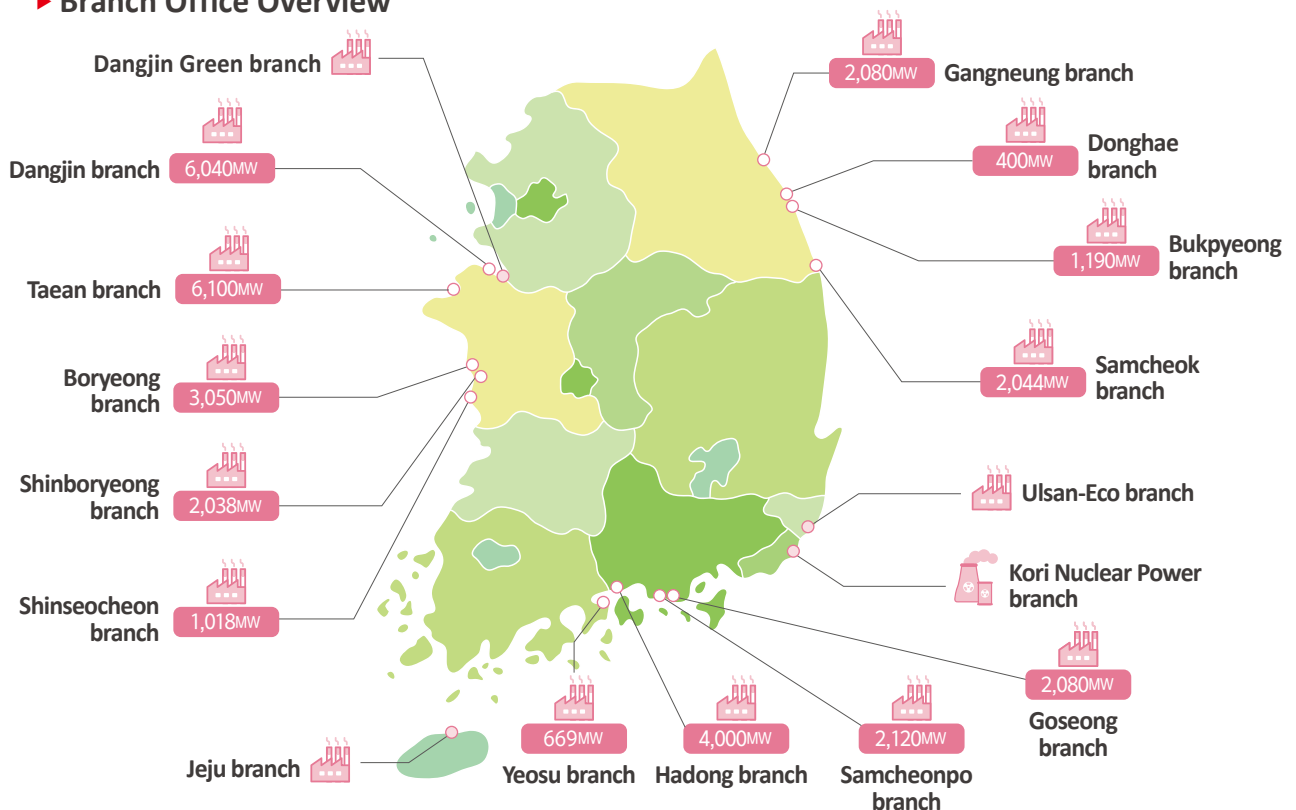 ▶ Branch Office Overview
Dangjin Green branch
Dangjin branch
6,040MW
Taean branch
6,100MW
Boryeong
branch
3,050MW
Shinboryeong
branch
2,038MW
Shinseocheon
branch
1,018MW
Jeju branch
669MW
Yeosu branch
4,000MW
Hadong branch
2,120MW
Samcheonpo
branch
2,080MW
Gangneung branch
400MW
Donghae
branch
1,190MW
Bukpyeong
branch
2,044MW
Samcheok
branch
Ulsan-Eco branch
Kori Nuclear Power
branch
2,080MW
Goseong
branch